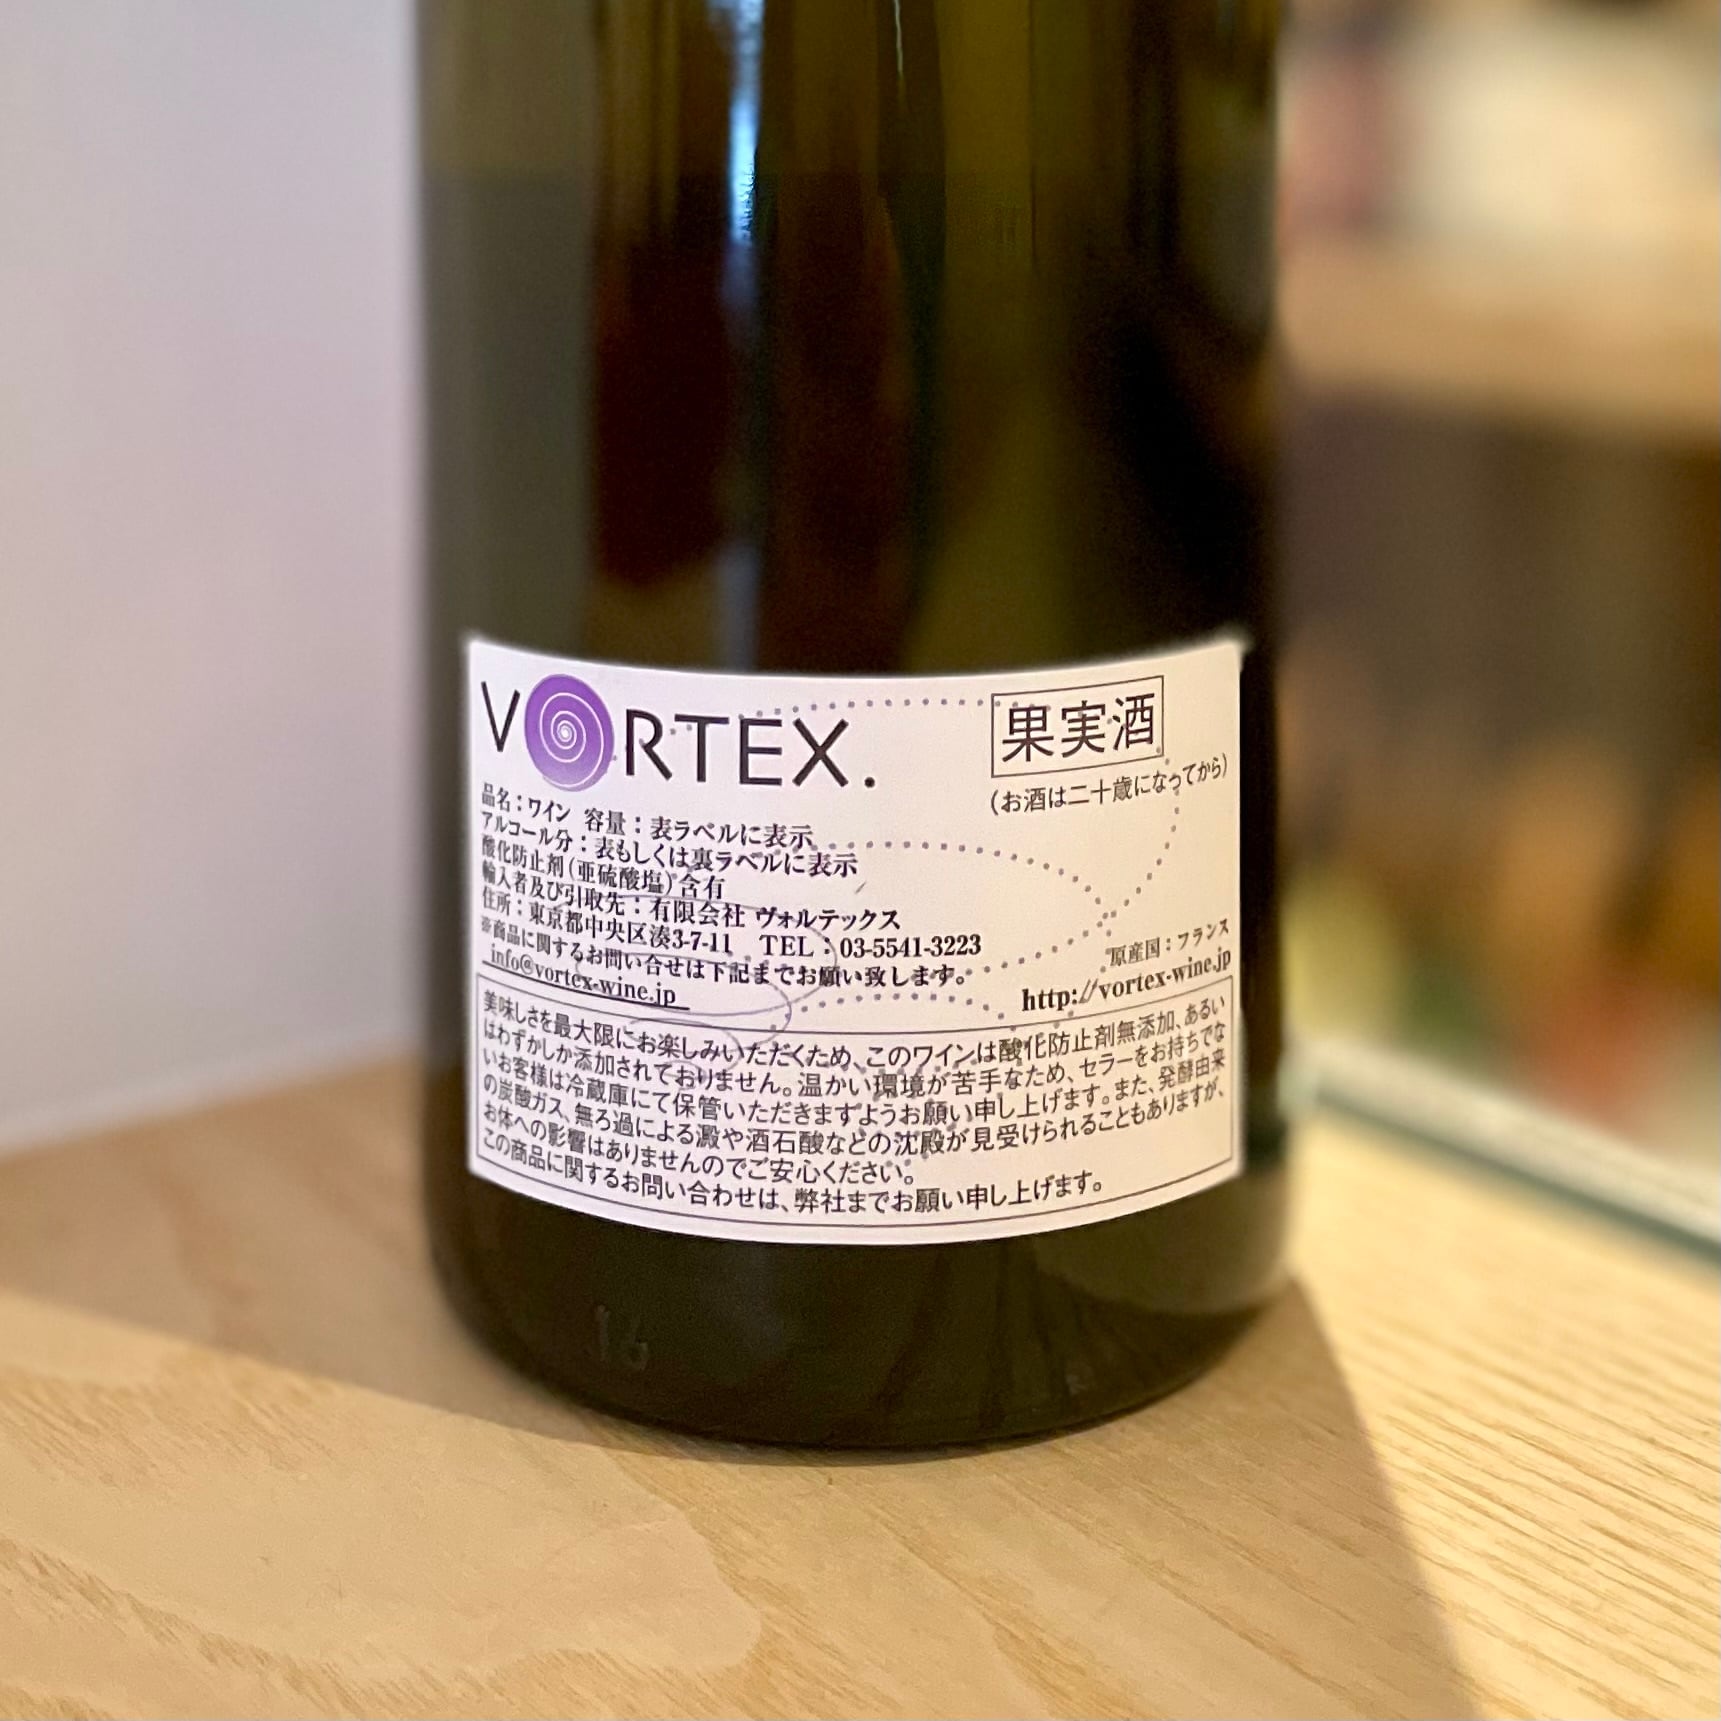 VORTEX.
果実酒
(お酒は二十歳になってから)
品名：ワイン 容量：表ラベルに表示
アルコール分：表もしくは裏ラベルに表示
酸化防止剤(亜硫酸塩)含有
輸入者及び引取先：有限会社 ヴォルテックス
住所：東京都中央区湊3-7-11 TEL：03-5541-3223
※商品に関するお問い合せは下記までお願い致します。
info@vortex-wine.jp
原産国：フランス
http://vortex-wine.jp
美味しさを最大限にお楽しみいただくため、このワインは酸化防止剤無添加、あるい
はわずかしか添加されておりません。温かい環境が苦手なため、セラーをお持ちでな
いお客様は冷蔵庫にて保管いただきますようお願い申し上げます。また、発酵由来
の炭酸ガス、無ろ過による澱や酒石酸などの沈殿が見受けられることもありますが、
お体への影響はありませんのでご安心ください。
この商品に関するお問い合わせは、弊社までお願い申し上げます。
16